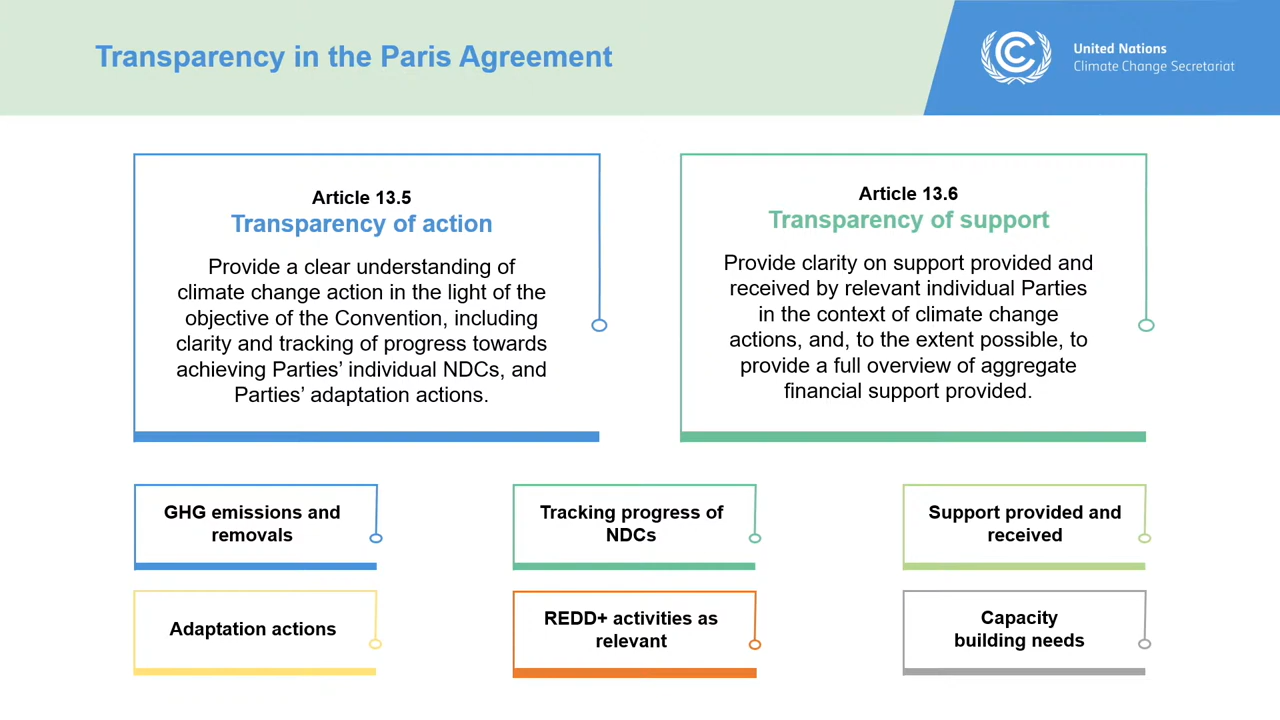 Transparency in the Paris Agreement
United Nations
Climate Change Secretariat
Article 13.5
Transparency of action
Provide a clear understanding of
climate change action in the light of the
objective of the Convention, including
clarity and tracking of progress towards
achieving Parties’ individual NDCs, and
Parties’ adaptation actions.
Article 13.6
Transparency of support
Provide clarity on support provided and
received by relevant individual Parties
in the context of climate change
actions, and, to the extent possible, to
provide a full overview of aggregate
financial support provided.
GHG emissions and
removals
Tracking progress of
NDCs
Support provided and
received
Adaptation actions
REDD+ activities as
relevant
Capacity
building needs